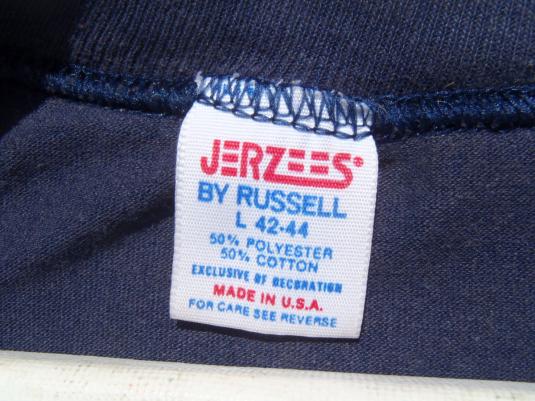 JERZEES®
BY RUSSELL
L 42-44
50% POLYESTER
50% COTTON
EXCLUSIVE OF DECORATION
MADE IN U.S.A.
FOR CARE SEE REVERSE